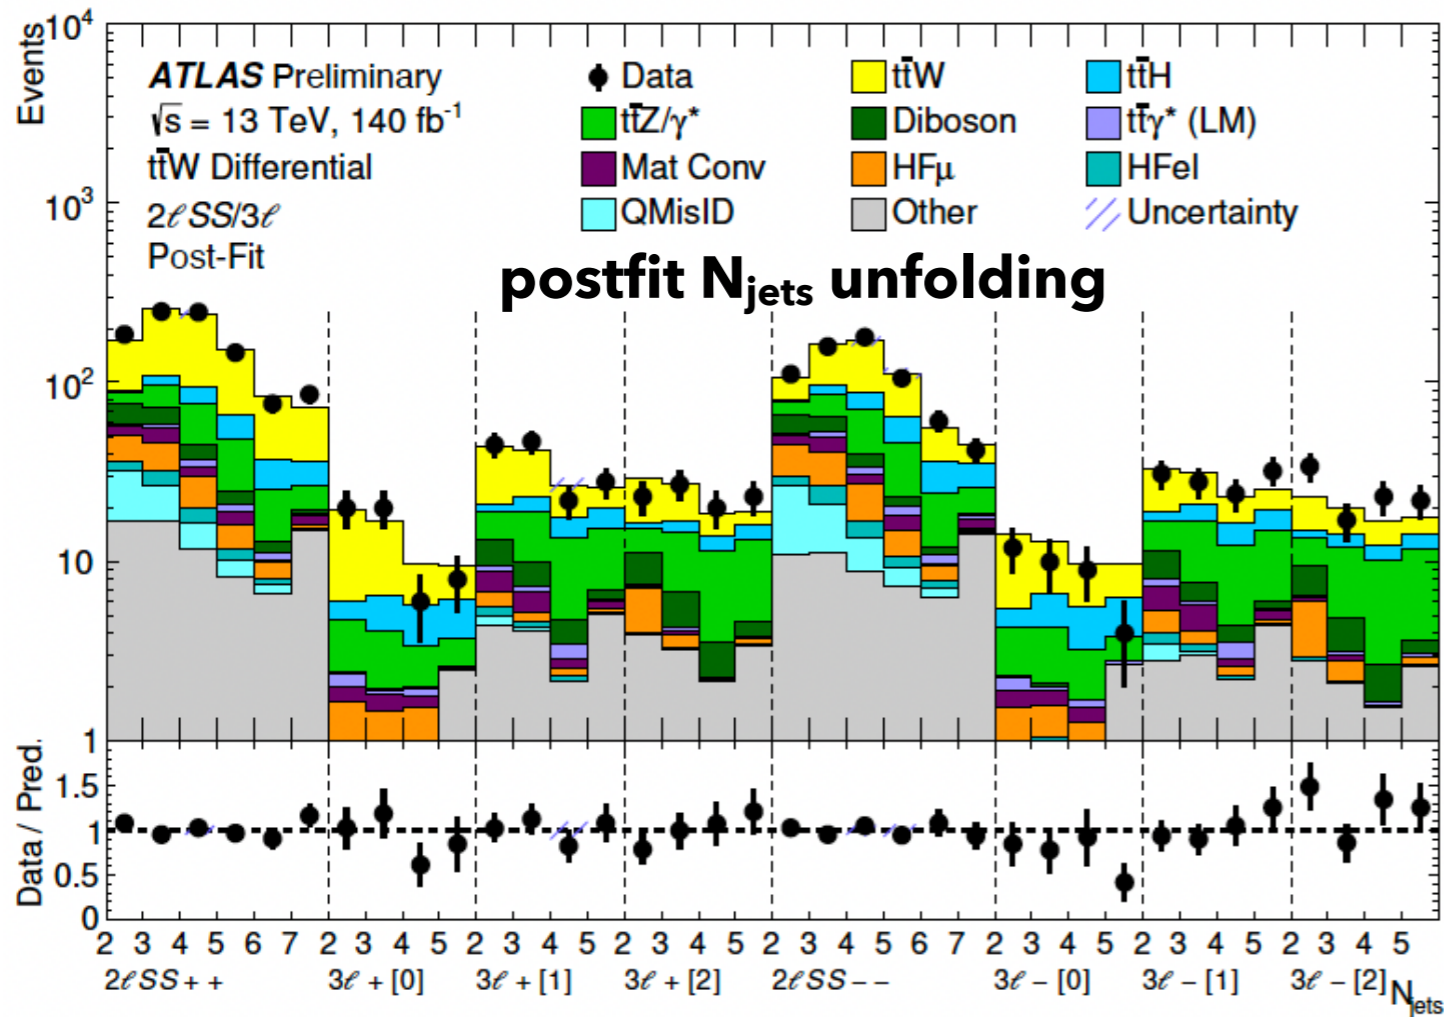 Events
10⁴
10³
10²
10
1
ATLAS Preliminary
√s = 13 TeV, 140 fb⁻¹
tt̄W Differential
2ℓSS/3ℓ
Post-Fit
Data
tt̄W
tt̄H
tt̄Z/γ*
Diboson
tt̄γ* (LM)
Mat Conv
HFμ
HFel
QMisID
Other
Uncertainty
postfit Njets unfolding
Data / Pred.
1.5
1
0.5
0
2 3 4 5 6 7 2 3 4 5 2 3 4 5 2 3 4 5 2 3 4 5 6 7 2 3 4 5 2 3 4 5 2 3 4 5
2ℓSS++ 3ℓ+[0] 3ℓ+[1] 3ℓ+[2] 2ℓSS−− 3ℓ−[0] 3ℓ−[1] 3ℓ−[2]
Njets